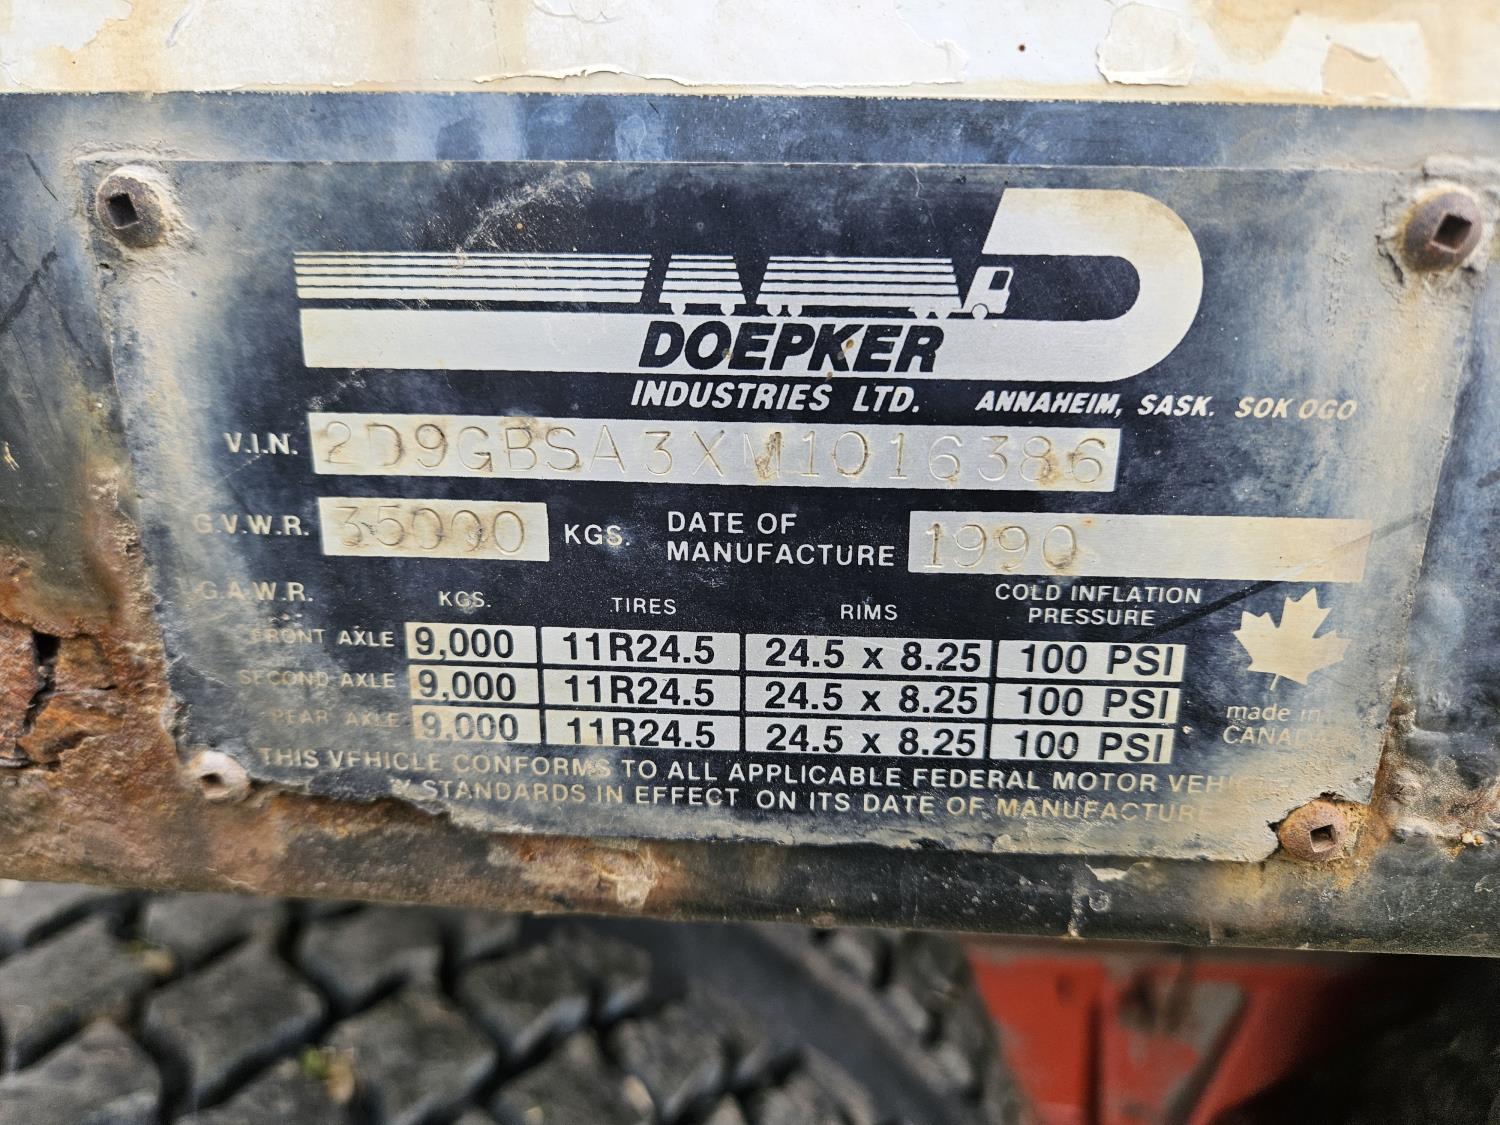 DOEPKER
INDUSTRIES LTD. ANNAHEIM, SASK. SOK OGO
V.I.N. 2D9GBSA3XM1016386
G.V.W.R. 35000 KGS. DATE OF MANUFACTURE 1990
G.A.W.R. KGS. TIRES RIMS COLD INFLATION PRESSURE
FRONT AXLE 9,000 11R24.5 24.5 x 8.25 100 PSI
SECOND AXLE 9,000 11R24.5 24.5 x 8.25 100 PSI
REAR AXLE 9,000 11R24.5 24.5 x 8.25 100 PSI
made in
CANADA
THIS VEHICLE CONFORMS TO ALL APPLICABLE FEDERAL MOTOR VEHI
STANDARDS IN EFFECT ON ITS DATE OF MANUFACTURE